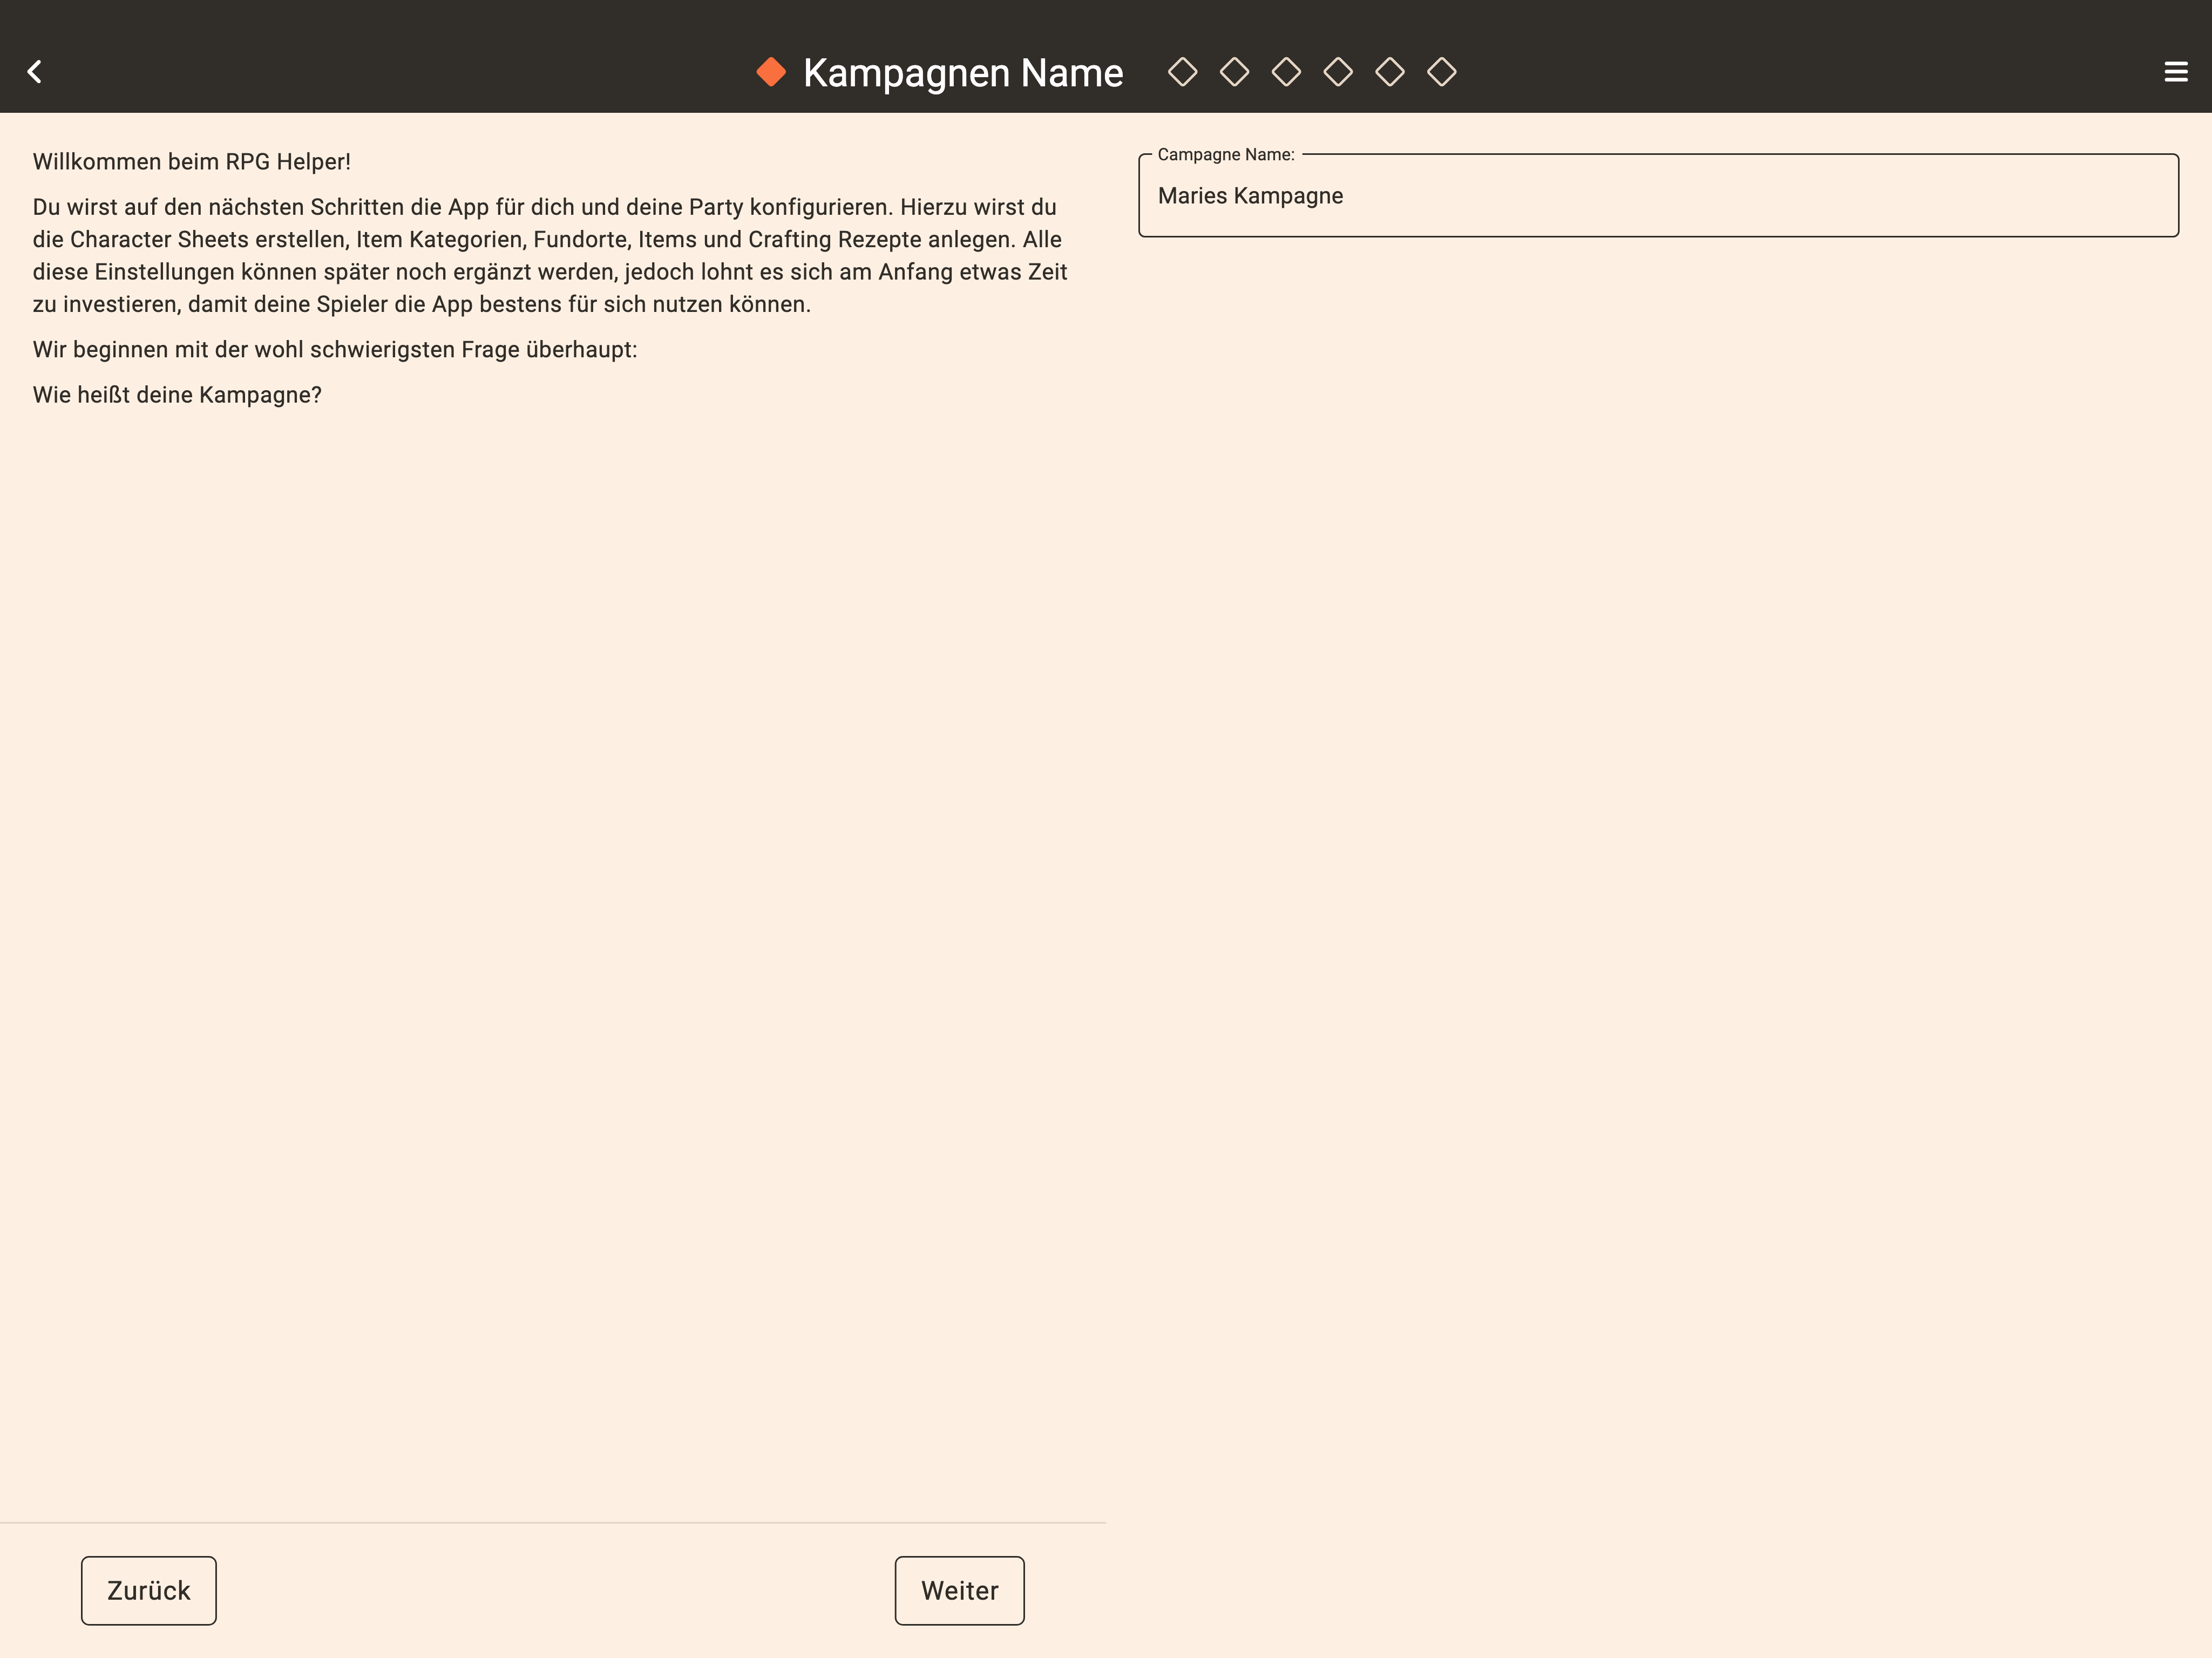 Kampagnen Name
Willkommen beim RPG Helper!
Du wirst auf den nächsten Schritten die App für dich und deine Party konfigurieren. Hierzu wirst du
die Character Sheets erstellen, Item Kategorien, Fundorte, Items und Crafting Rezepte anlegen. Alle
diese Einstellungen können später noch ergänzt werden, jedoch lohnt es sich am Anfang etwas Zeit
zu investieren, damit deine Spieler die App bestens für sich nutzen können.
Wir beginnen mit der wohl schwierigsten Frage überhaupt:
Wie heißt deine Kampagne?
Campagne Name:
Maries Kampagne
Zurück
Weiter